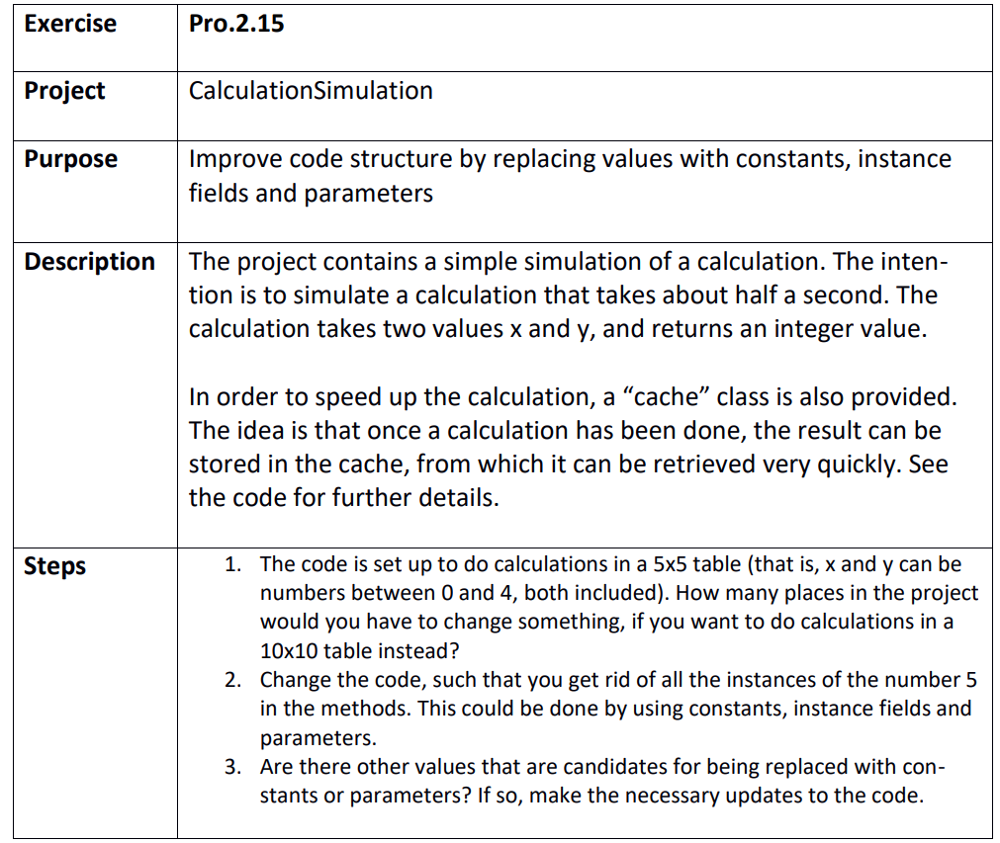 Exercise
Pro.2.15
Project
CalculationSimulation
Purpose
Improve code structure by replacing values with constants, instance
fields and parameters
Description
The project contains a simple simulation of a calculation. The inten-
tion is to simulate a calculation that takes about half a second. The
calculation takes two values x and y, and returns an integer value.
In order to speed up the calculation, a “cache” class is also provided.
The idea is that once a calculation has been done, the result can be
stored in the cache, from which it can be retrieved very quickly. See
the code for further details.
Steps
1. The code is set up to do calculations in a 5x5 table (that is, x and y can be
numbers between 0 and 4, both included). How many places in the project
would you have to change something, if you want to do calculations in a
10x10 table instead?
2. Change the code, such that you get rid of all the instances of the number 5
in the methods. This could be done by using constants, instance fields and
parameters.
3. Are there other values that are candidates for being replaced with con-
stants or parameters? If so, make the necessary updates to the code.